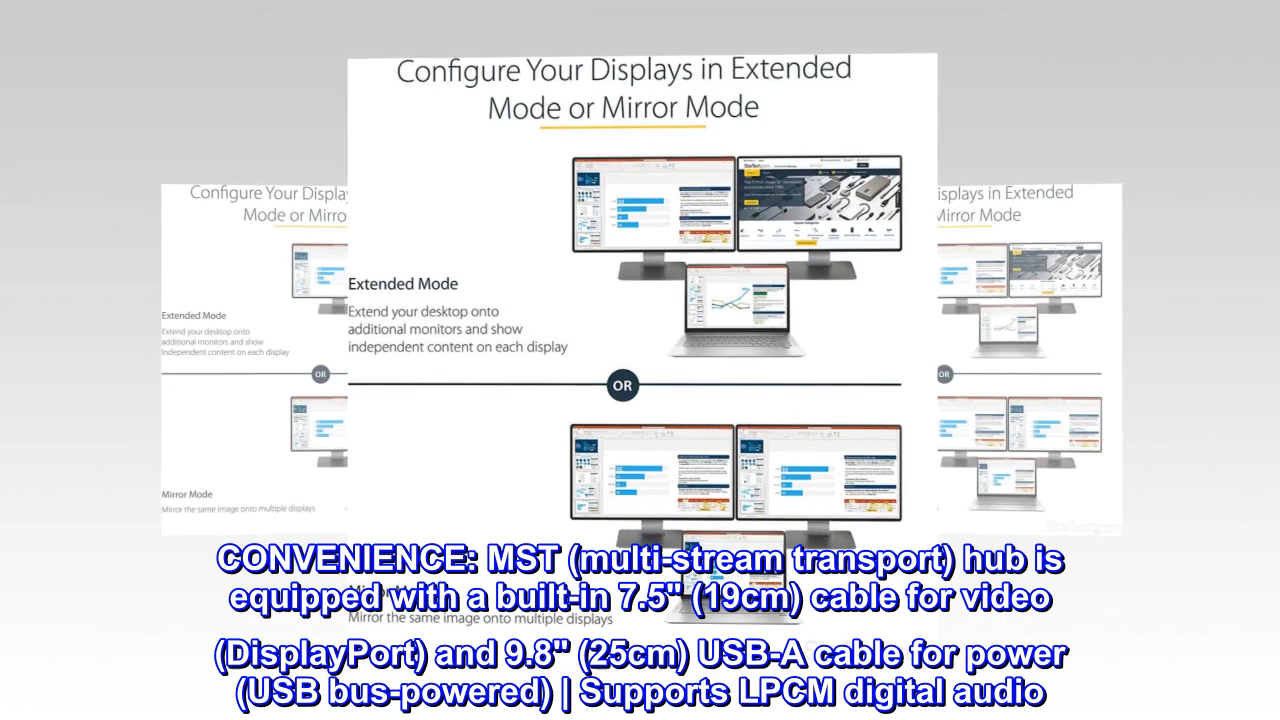 Configure Your Displays in Extended
Mode or Mirror Mode
StarTech.com
Extended Mode
Extend your desktop onto
additional monitors and show
independent content on each display
OR
Mirror the same image onto multiple displays
Configure Your Display
Mode or Mirro
Extended Mode
Extend your desktop onto
additional monitors and show
independent content on each display
OR
Mirror Mode
Mirror the same image onto multiple displays
isplays in Extended
Mirror Mode
OR
StarTech.com
CONVENIENCE: MST (multi-stream transport) hub is
equipped with a built-in 7.5" (19cm) cable for video
(DisplayPort) and 9.8" (25cm) USB-A cable for power
(USB bus-powered) | Supports LPCM digital audio